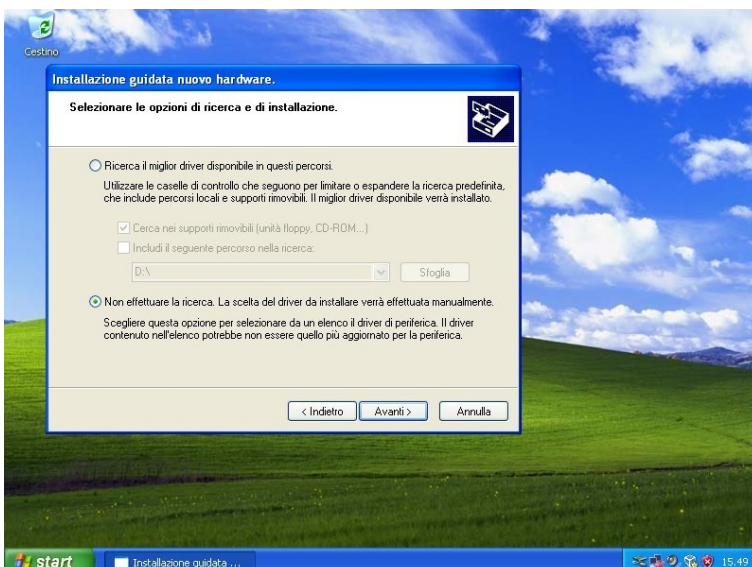 Cestino
Installazione guidata nuovo hardware.
Selezionare le opzioni di ricerca e di installazione.
Ricerca il miglior driver disponibile in questi percorsi.
Utilizzare le caselle di controllo che seguono per limitare o espandere la ricerca predefinita,
che include percorsi locali e supporti rimovibili. Il miglior driver disponibile verrà installato.
Cerca nei supporti rimovibili (unità floppy, CD-ROM...)
Includi il seguente percorso nella ricerca:
D:\
Sfoglia
Non effettuare la ricerca. La scelta del driver da installare verrà effettuata manualmente.
Scegliere questa opzione per selezionare da un elenco il driver di periferica. Il driver
contenuto nell'elenco potrebbe non essere quello più aggiornato per la periferica.
< Indietro
Avanti >
Annulla
start
Installazione guidata ...
15.49